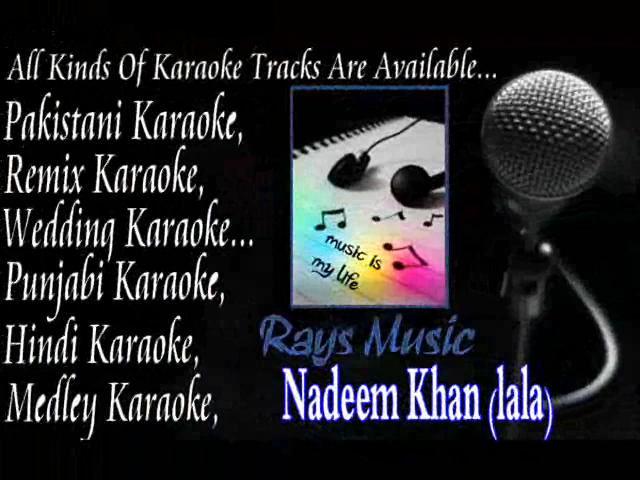 All Kinds Of Karaoke Tracks Are Available...
Pakistani Karaoke,
Remix Karaoke,
Wedding Karaoke...
Punjabi Karaoke,
Hindi Karaoke,
Medley Karaoke,
music is
my life
Rays Music
Nadeem Khan (lala)